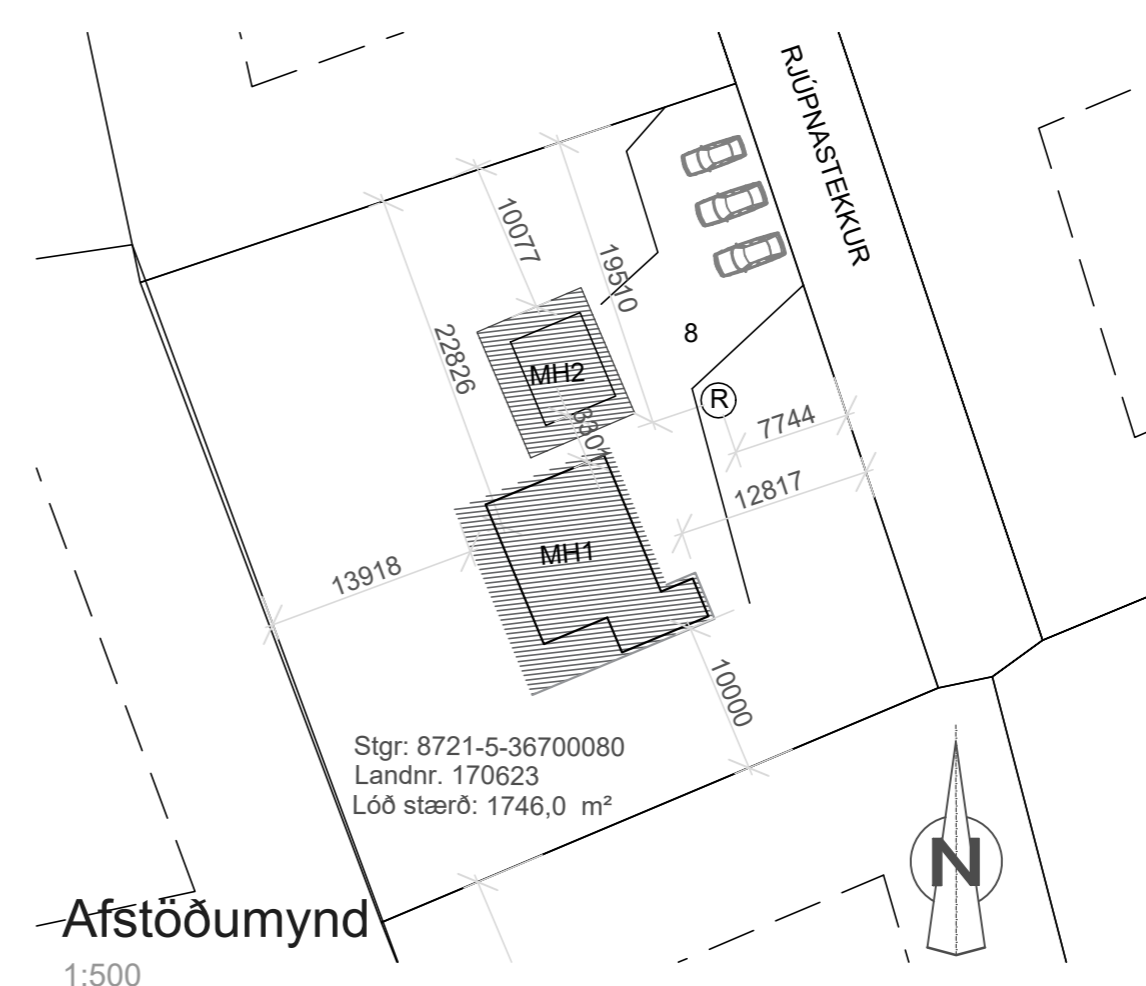 RJÚPNASTEKKUR
10077
19510
22826
8
MH2
R
7744
3301
12817
MH1
13918
10000
Stgr: 8721-5-36700080
Landnr. 170623
Lóð stærð: 1746,0 m²
N
Afstöðumynd
1:500